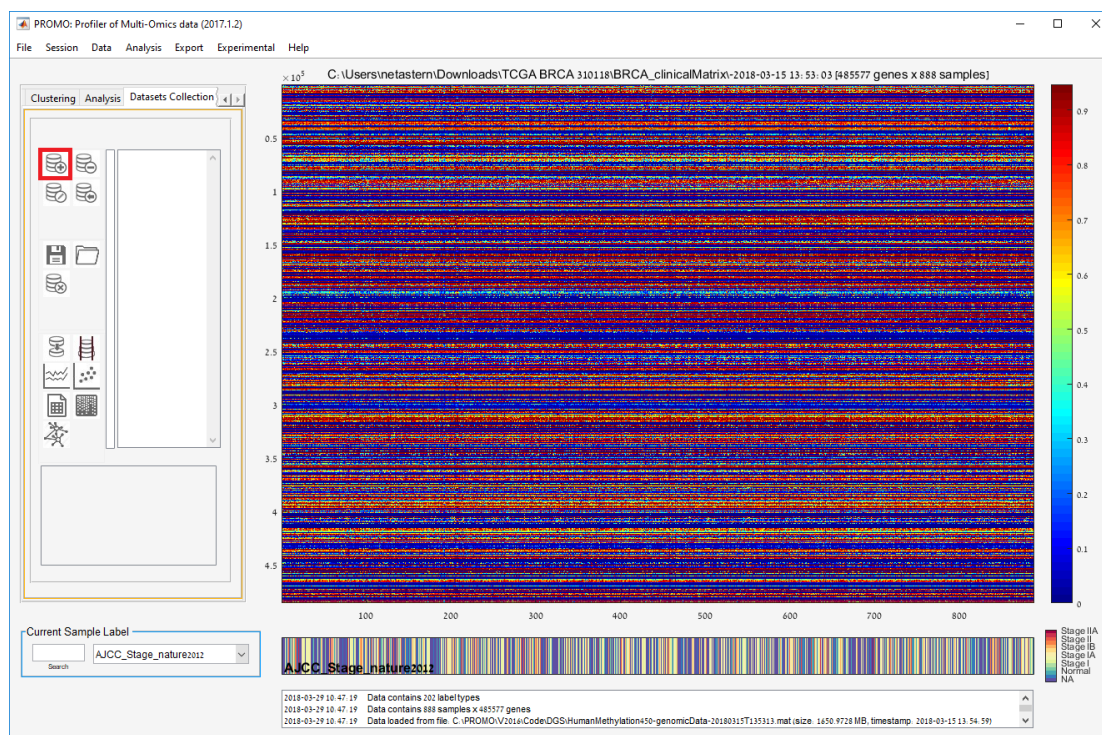 PROMO: Profiler of Multi-Omics data (2017.1.2)
File Session Data Analysis Export Experimental Help
× 10⁵ C:\Users\netastern\Downloads\TCGA BRCA 310118\BRCA_clinicalMatrix\-2018-03-15 13:53:03 [485577 genes x 888 samples]
Clustering Analysis Datasets Collection
0.5
1
1.5
2
2.5
3
3.5
4
4.5
0.9
0.8
0.7
0.6
0.5
0.4
0.3
0.2
0.1
0
100 200 300 400 500 600 700 800
Current Sample Label
Search
AJCC_Stage_nature2012
AJCC_Stage_nature2012
Stage IIA
Stage II
Stage IB
Stage IA
Stage I
Normal
NA
2018-03-29 10:47:19 Data contains 202 label types
2018-03-29 10:47:19 Data contains 888 samples x 485577 genes
2018-03-29 10:47:19 Data loaded from file: C:\PROMO\V2016\Code\DGS\HumanMethylation450-genomicData-20180315T135313.mat (size: 1650.9728 MB, timestamp: 2018-03-15 13:54:59)